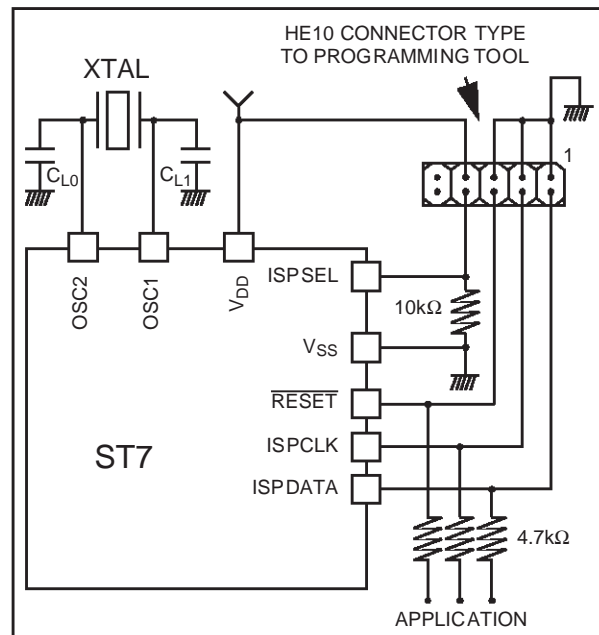 HE10 CONNECTOR TYPE
TO PROGRAMMING TOOL
XTAL
1
CL0
CL1
OSC2
OSC1
VDD
ISPSEL
10kΩ
VSS
RESET
ISPCLK
ST7
ISPDATA
4.7kΩ
APPLICATION